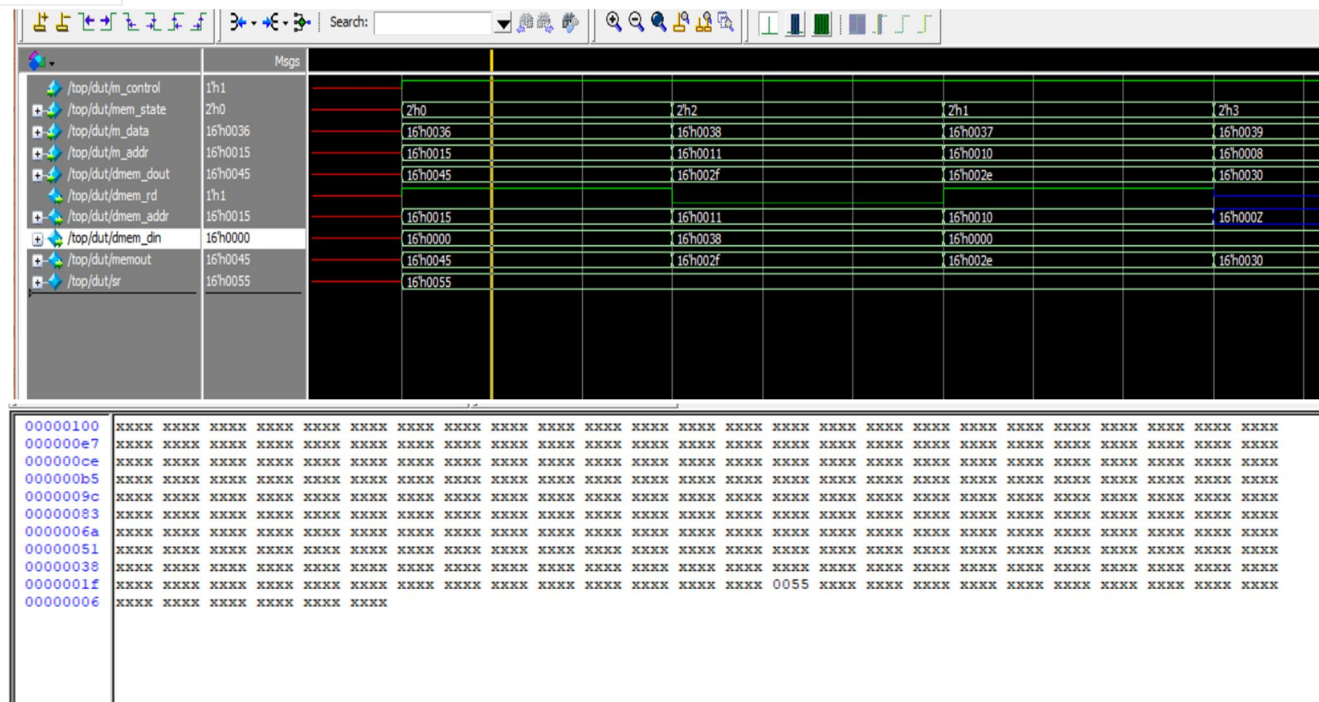 Search:
Msgs
/top/dut/m_control 1'h1
/top/dut/mem_state 2'h0 2'h0 2'h2 2'h1 2'h3
/top/dut/m_data 16'h0036 16'h0036 16'h0038 16'h0037 16'h0039
/top/dut/m_addr 16'h0015 16'h0015 16'h0011 16'h0010 16'h0008
/top/dut/dmem_dout 16'h0045 16'h0045 16'h002f 16'h002e 16'h0030
/top/dut/dmem_rd 1'h1
/top/dut/dmem_addr 16'h0015 16'h0015 16'h0011 16'h0010 16'h000Z
/top/dut/dmem_din 16'h0000 16'h0000 16'h0038 16'h0000
/top/dut/memout 16'h0045 16'h0045 16'h002f 16'h002e 16'h0030
/top/dut/sr 16'h0055 16'h0055
00000100 xxxx xxxx xxxx xxxx xxxx xxxx xxxx xxxx xxxx xxxx xxxx xxxx xxxx xxxx xxxx xxxx xxxx xxxx xxxx xxxx xxxx xxxx xxxx xxxx xxxx
000000e7 xxxx xxxx xxxx xxxx xxxx xxxx xxxx xxxx xxxx xxxx xxxx xxxx xxxx xxxx xxxx xxxx xxxx xxxx xxxx xxxx xxxx xxxx xxxx xxxx xxxx
000000ce xxxx xxxx xxxx xxxx xxxx xxxx xxxx xxxx xxxx xxxx xxxx xxxx xxxx xxxx xxxx xxxx xxxx xxxx xxxx xxxx xxxx xxxx xxxx xxxx xxxx
000000b5 xxxx xxxx xxxx xxxx xxxx xxxx xxxx xxxx xxxx xxxx xxxx xxxx xxxx xxxx xxxx xxxx xxxx xxxx xxxx xxxx xxxx xxxx xxxx xxxx xxxx
0000009c xxxx xxxx xxxx xxxx xxxx xxxx xxxx xxxx xxxx xxxx xxxx xxxx xxxx xxxx xxxx xxxx xxxx xxxx xxxx xxxx xxxx xxxx xxxx xxxx xxxx
00000083 xxxx xxxx xxxx xxxx xxxx xxxx xxxx xxxx xxxx xxxx xxxx xxxx xxxx xxxx xxxx xxxx xxxx xxxx xxxx xxxx xxxx xxxx xxxx xxxx xxxx
0000006a xxxx xxxx xxxx xxxx xxxx xxxx xxxx xxxx xxxx xxxx xxxx xxxx xxxx xxxx xxxx xxxx xxxx xxxx xxxx xxxx xxxx xxxx xxxx xxxx xxxx
00000051 xxxx xxxx xxxx xxxx xxxx xxxx xxxx xxxx xxxx xxxx xxxx xxxx xxxx xxxx xxxx xxxx xxxx xxxx xxxx xxxx xxxx xxxx xxxx xxxx xxxx
00000038 xxxx xxxx xxxx xxxx xxxx xxxx xxxx xxxx xxxx xxxx xxxx xxxx xxxx xxxx xxxx xxxx xxxx xxxx xxxx xxxx xxxx xxxx xxxx xxxx xxxx
0000001f xxxx xxxx xxxx xxxx xxxx xxxx xxxx xxxx xxxx xxxx xxxx xxxx xxxx xxxx 0055 xxxx xxxx xxxx xxxx xxxx xxxx xxxx xxxx xxxx xxxx
00000006 xxxx xxxx xxxx xxxx xxxx xxxx